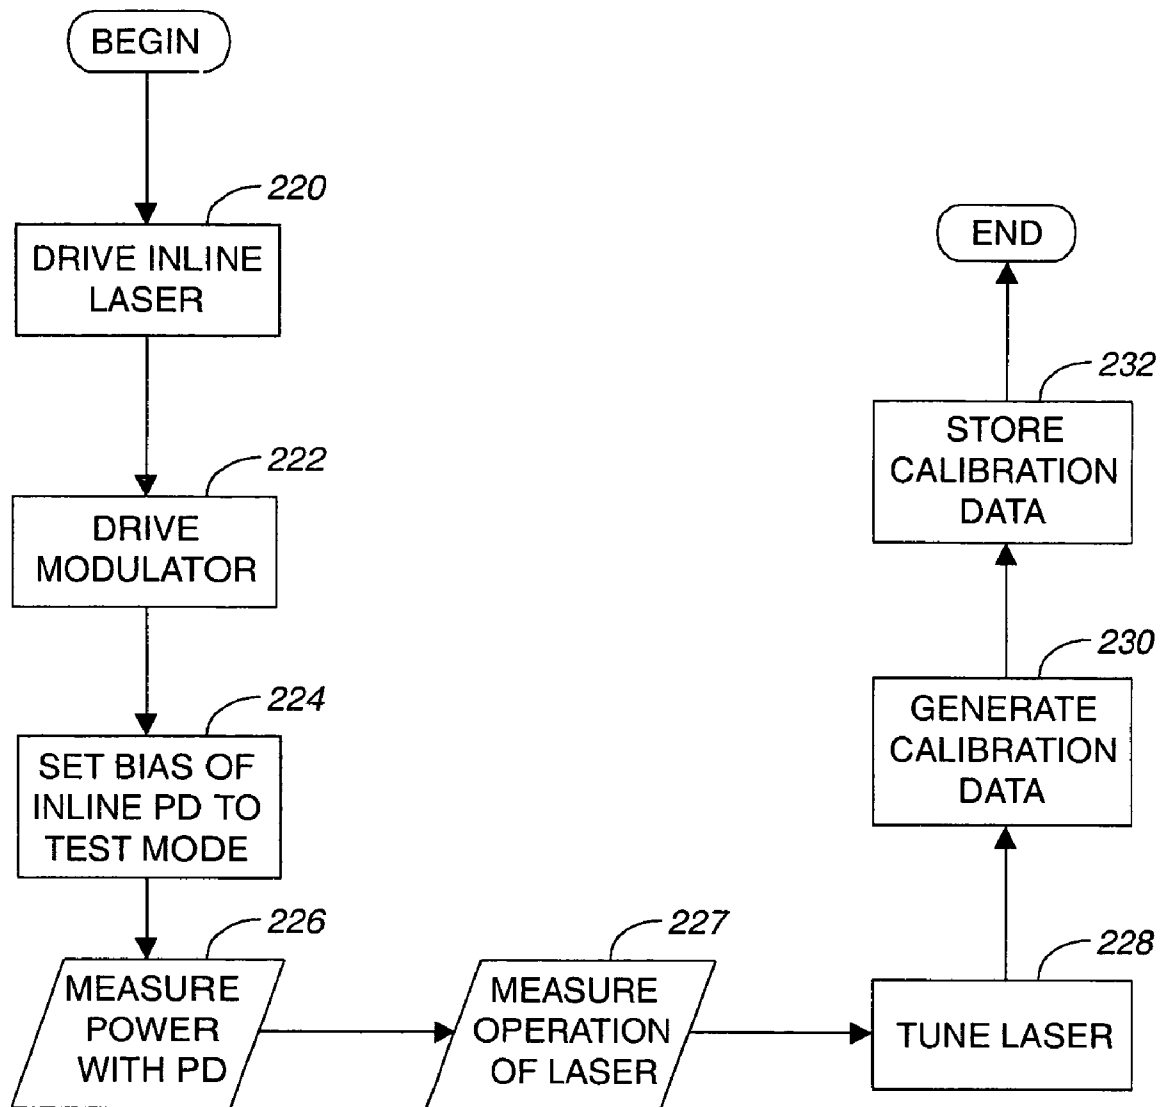 BEGIN
220
DRIVE INLINE
LASER
222
DRIVE
MODULATOR
224
SET BIAS OF
INLINE PD TO
TEST MODE
226
MEASURE
POWER
WITH PD
227
MEASURE
OPERATION
OF LASER
228
TUNE LASER
230
GENERATE
CALIBRATION
DATA
232
STORE
CALIBRATION
DATA
END